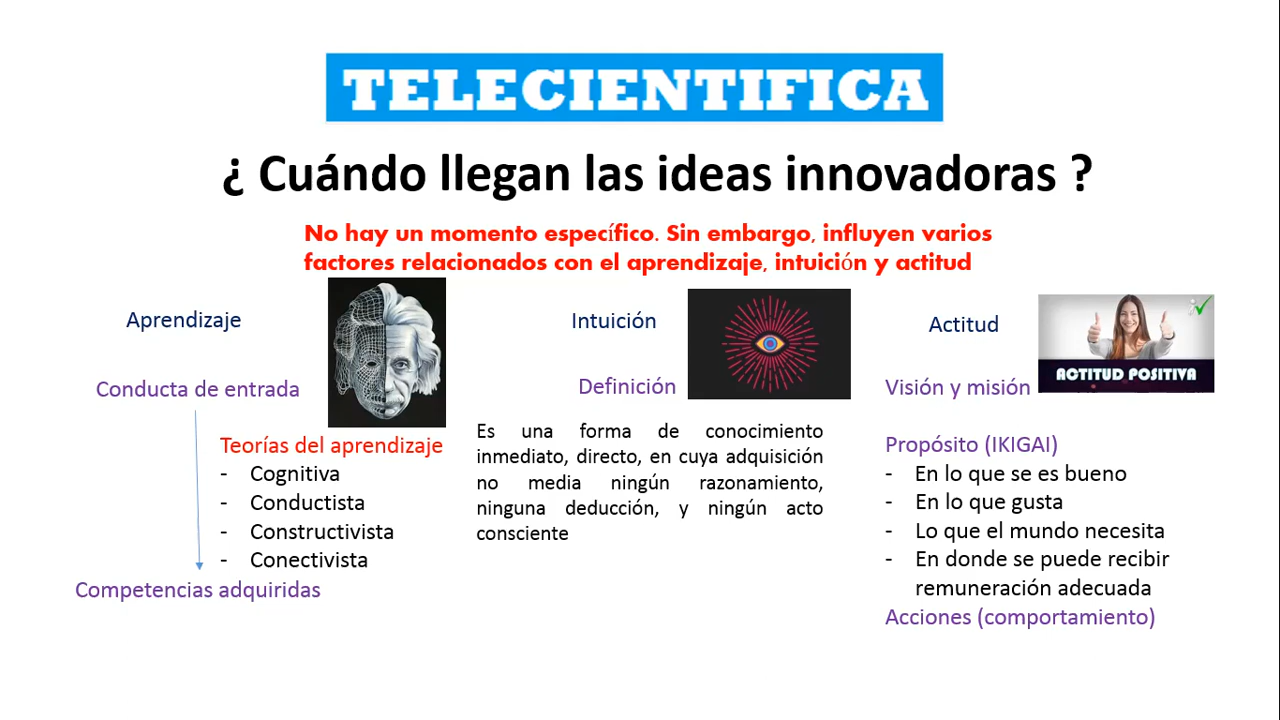 TELECIENTIFICA
¿ Cuándo llegan las ideas innovadoras ?
No hay un momento específico. Sin embargo, influyen varios
factores relacionados con el aprendizaje, intuición y actitud
Aprendizaje
Conducta de entrada
Teorías del aprendizaje
- Cognitiva
- Conductista
- Constructivista
- Conectivista
Competencias adquiridas
Intuición
Definición
Es una forma de conocimiento
inmediato, directo, en cuya adquisición
no media ningún razonamiento,
ninguna deducción, y ningún acto
consciente
Actitud
ACTITUD POSITIVA
Visión y misión
Propósito (IKIGAI)
- En lo que se es bueno
- En lo que gusta
- Lo que el mundo necesita
- En donde se puede recibir
remuneración adecuada
Acciones (comportamiento)